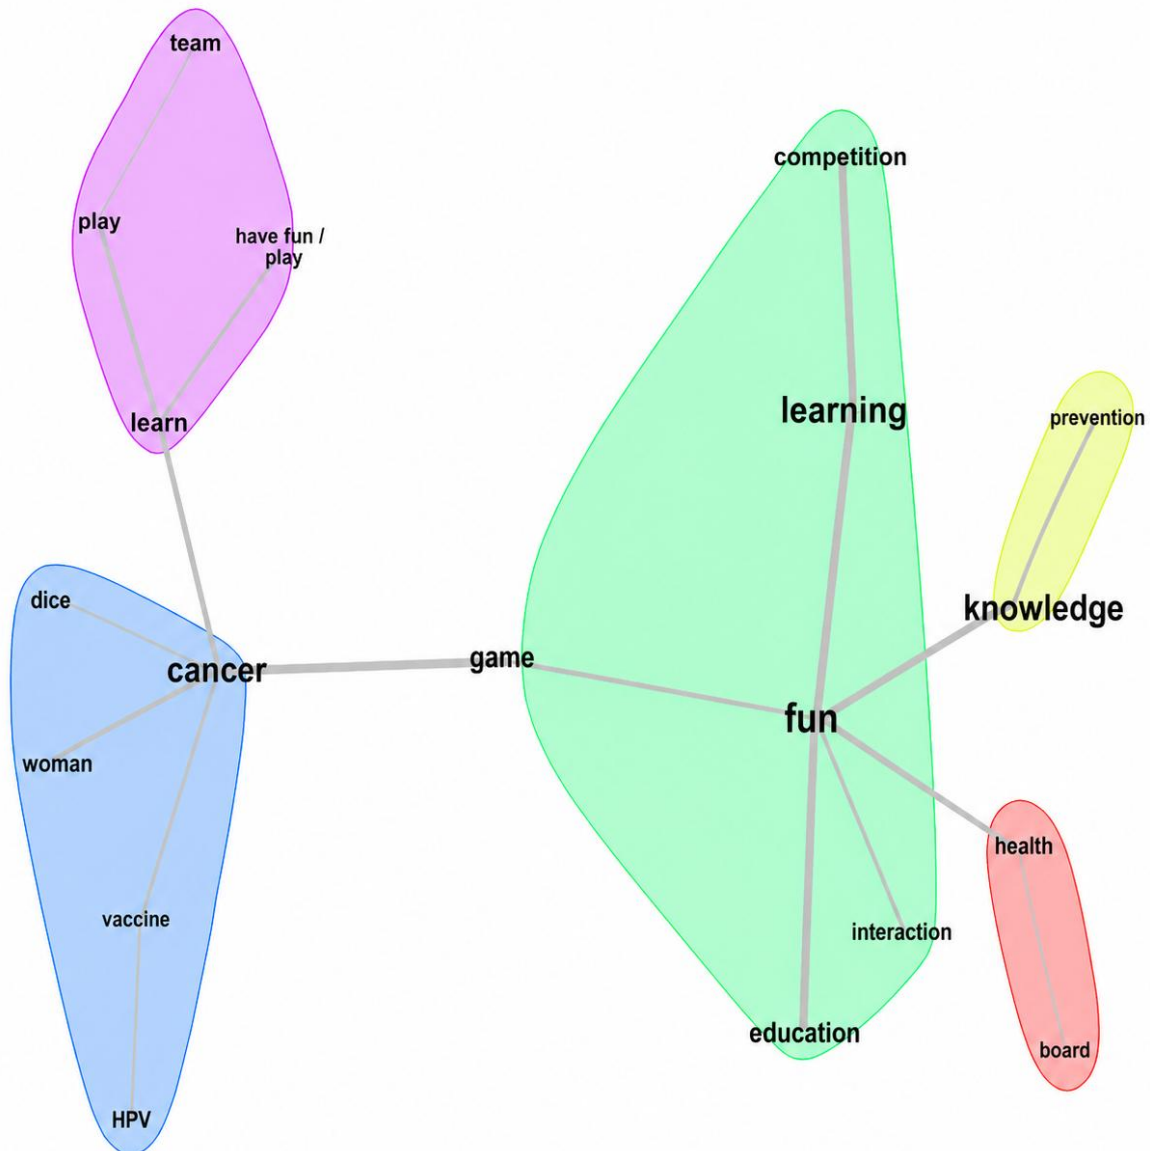 team
play
have fun /
play
learn
competition
learning
prevention
knowledge
dice
cancer
game
woman
fun
health
vaccine
interaction
education
board
HPV